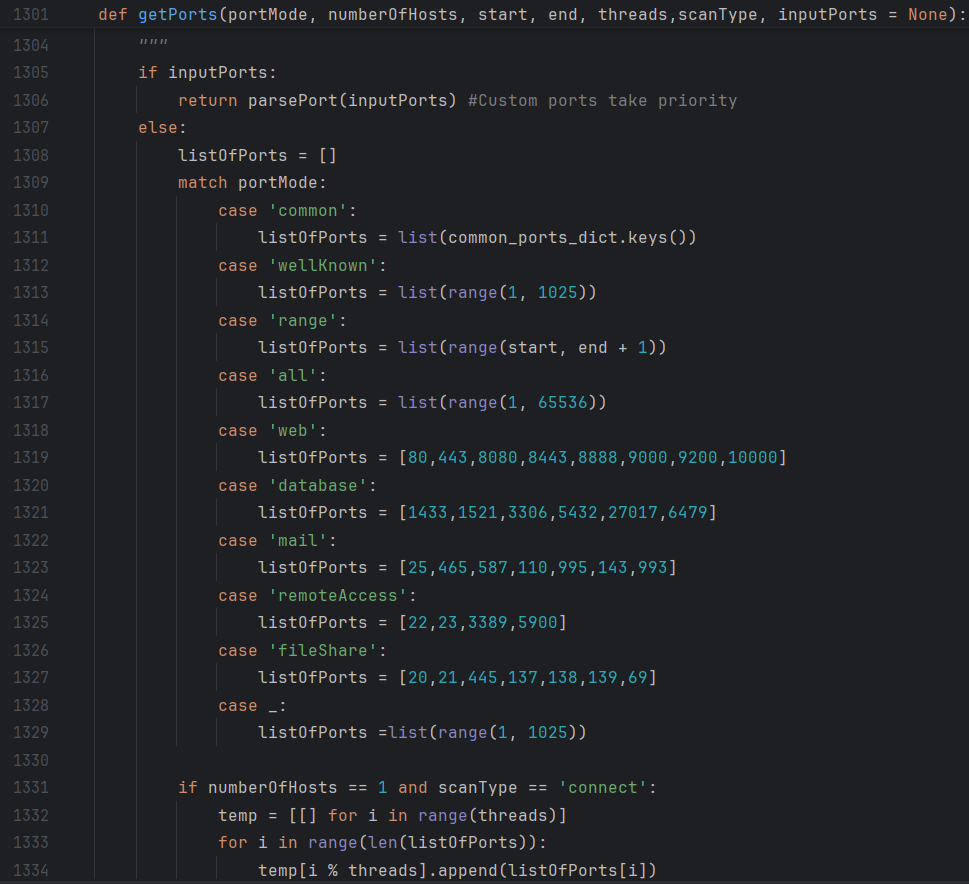 1301 def getPorts(portMode, numberOfHosts, start, end, threads,scanType, inputPorts = None):
1304 """
1305 if inputPorts:
1306 return parsePort(inputPorts) #Custom ports take priority
1307 else:
1308 listOfPorts = []
1309 match portMode:
1310 case 'common':
1311 listOfPorts = list(common_ports_dict.keys())
1312 case 'wellKnown':
1313 listOfPorts = list(range(1, 1025))
1314 case 'range':
1315 listOfPorts = list(range(start, end + 1))
1316 case 'all':
1317 listOfPorts = list(range(1, 65536))
1318 case 'web':
1319 listOfPorts = [80,443,8080,8443,8888,9000,9200,10000]
1320 case 'database':
1321 listOfPorts = [1433,1521,3306,5432,27017,6479]
1322 case 'mail':
1323 listOfPorts = [25,465,587,110,995,143,993]
1324 case 'remoteAccess':
1325 listOfPorts = [22,23,3389,5900]
1326 case 'fileShare':
1327 listOfPorts = [20,21,445,137,138,139,69]
1328 case _:
1329 listOfPorts =list(range(1, 1025))
1330
1331 if numberOfHosts == 1 and scanType == 'connect':
1332 temp = [[] for i in range(threads)]
1333 for i in range(len(listOfPorts)):
1334 temp[i % threads].append(listOfPorts[i])